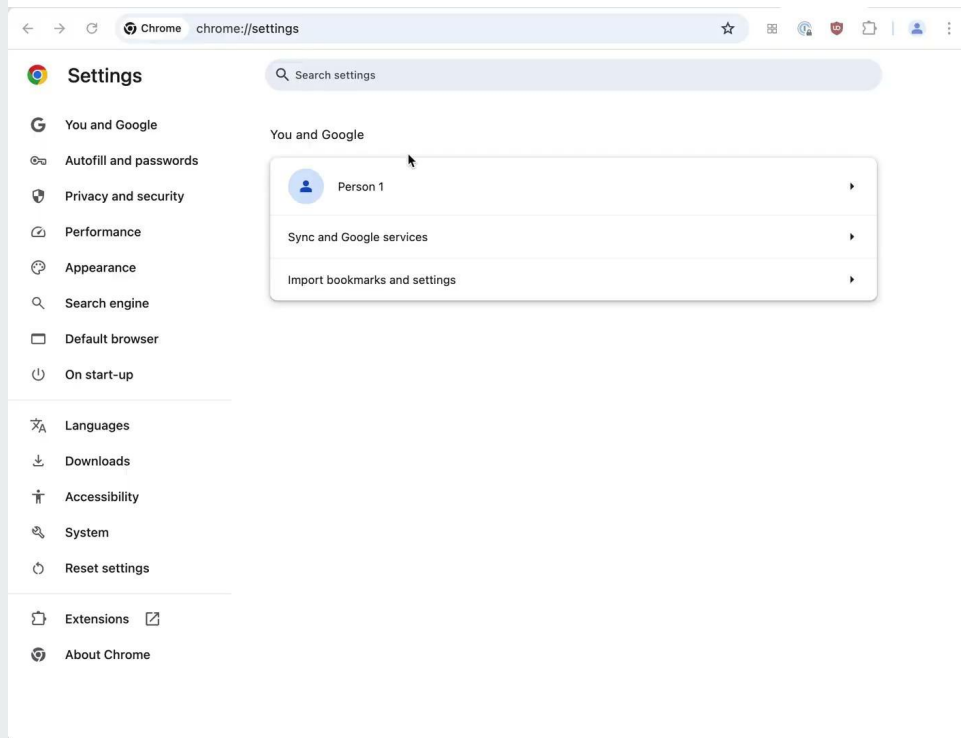 Chrome chrome://settings
Settings
Search settings
You and Google
Autofill and passwords
Privacy and security
Performance
Appearance
Search engine
Default browser
On start-up
Languages
Downloads
Accessibility
System
Reset settings
Extensions
About Chrome
You and Google
Person 1
Sync and Google services
Import bookmarks and settings